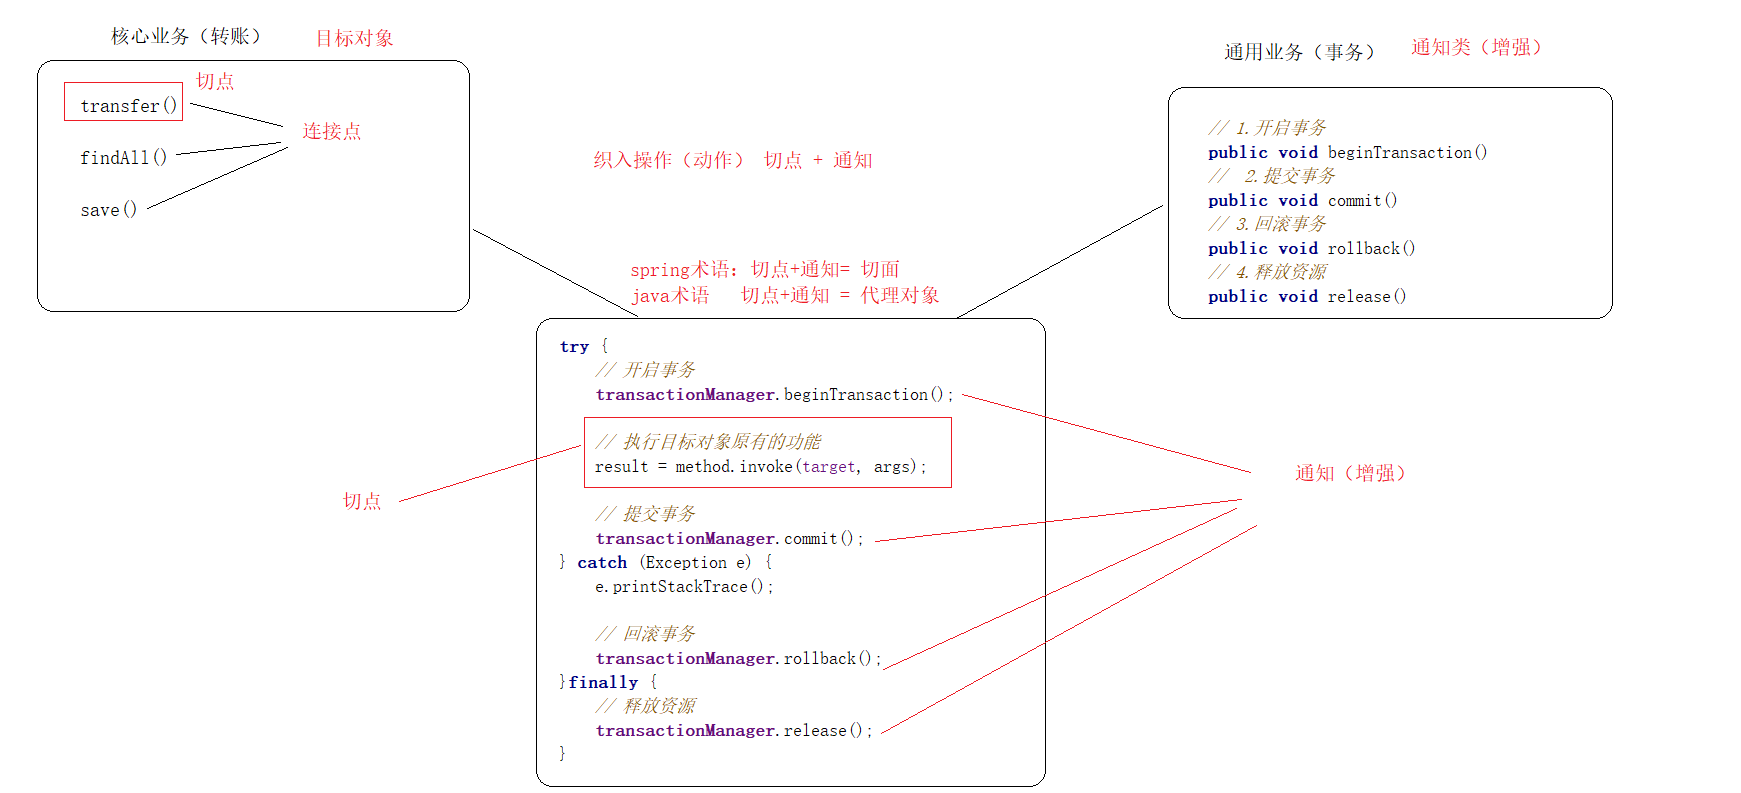 核心业务（转账） 目标对象
切点
transfer()
连接点
findAll()
save()
通用业务（事务） 通知类（增强）
// 1.开启事务
public void beginTransaction()
// 2.提交事务
public void commit()
// 3.回滚事务
public void rollback()
// 4.释放资源
public void release()
织入操作（动作） 切点 + 通知
spring术语：切点+通知= 切面
java术语 切点+通知 = 代理对象
try {
// 开启事务
transactionManager.beginTransaction();
// 执行目标对象原有的功能
result = method.invoke(target, args);
// 提交事务
transactionManager.commit();
} catch (Exception e) {
e.printStackTrace();
// 回滚事务
transactionManager.rollback();
}finally {
// 释放资源
transactionManager.release();
}
切点
通知（增强）